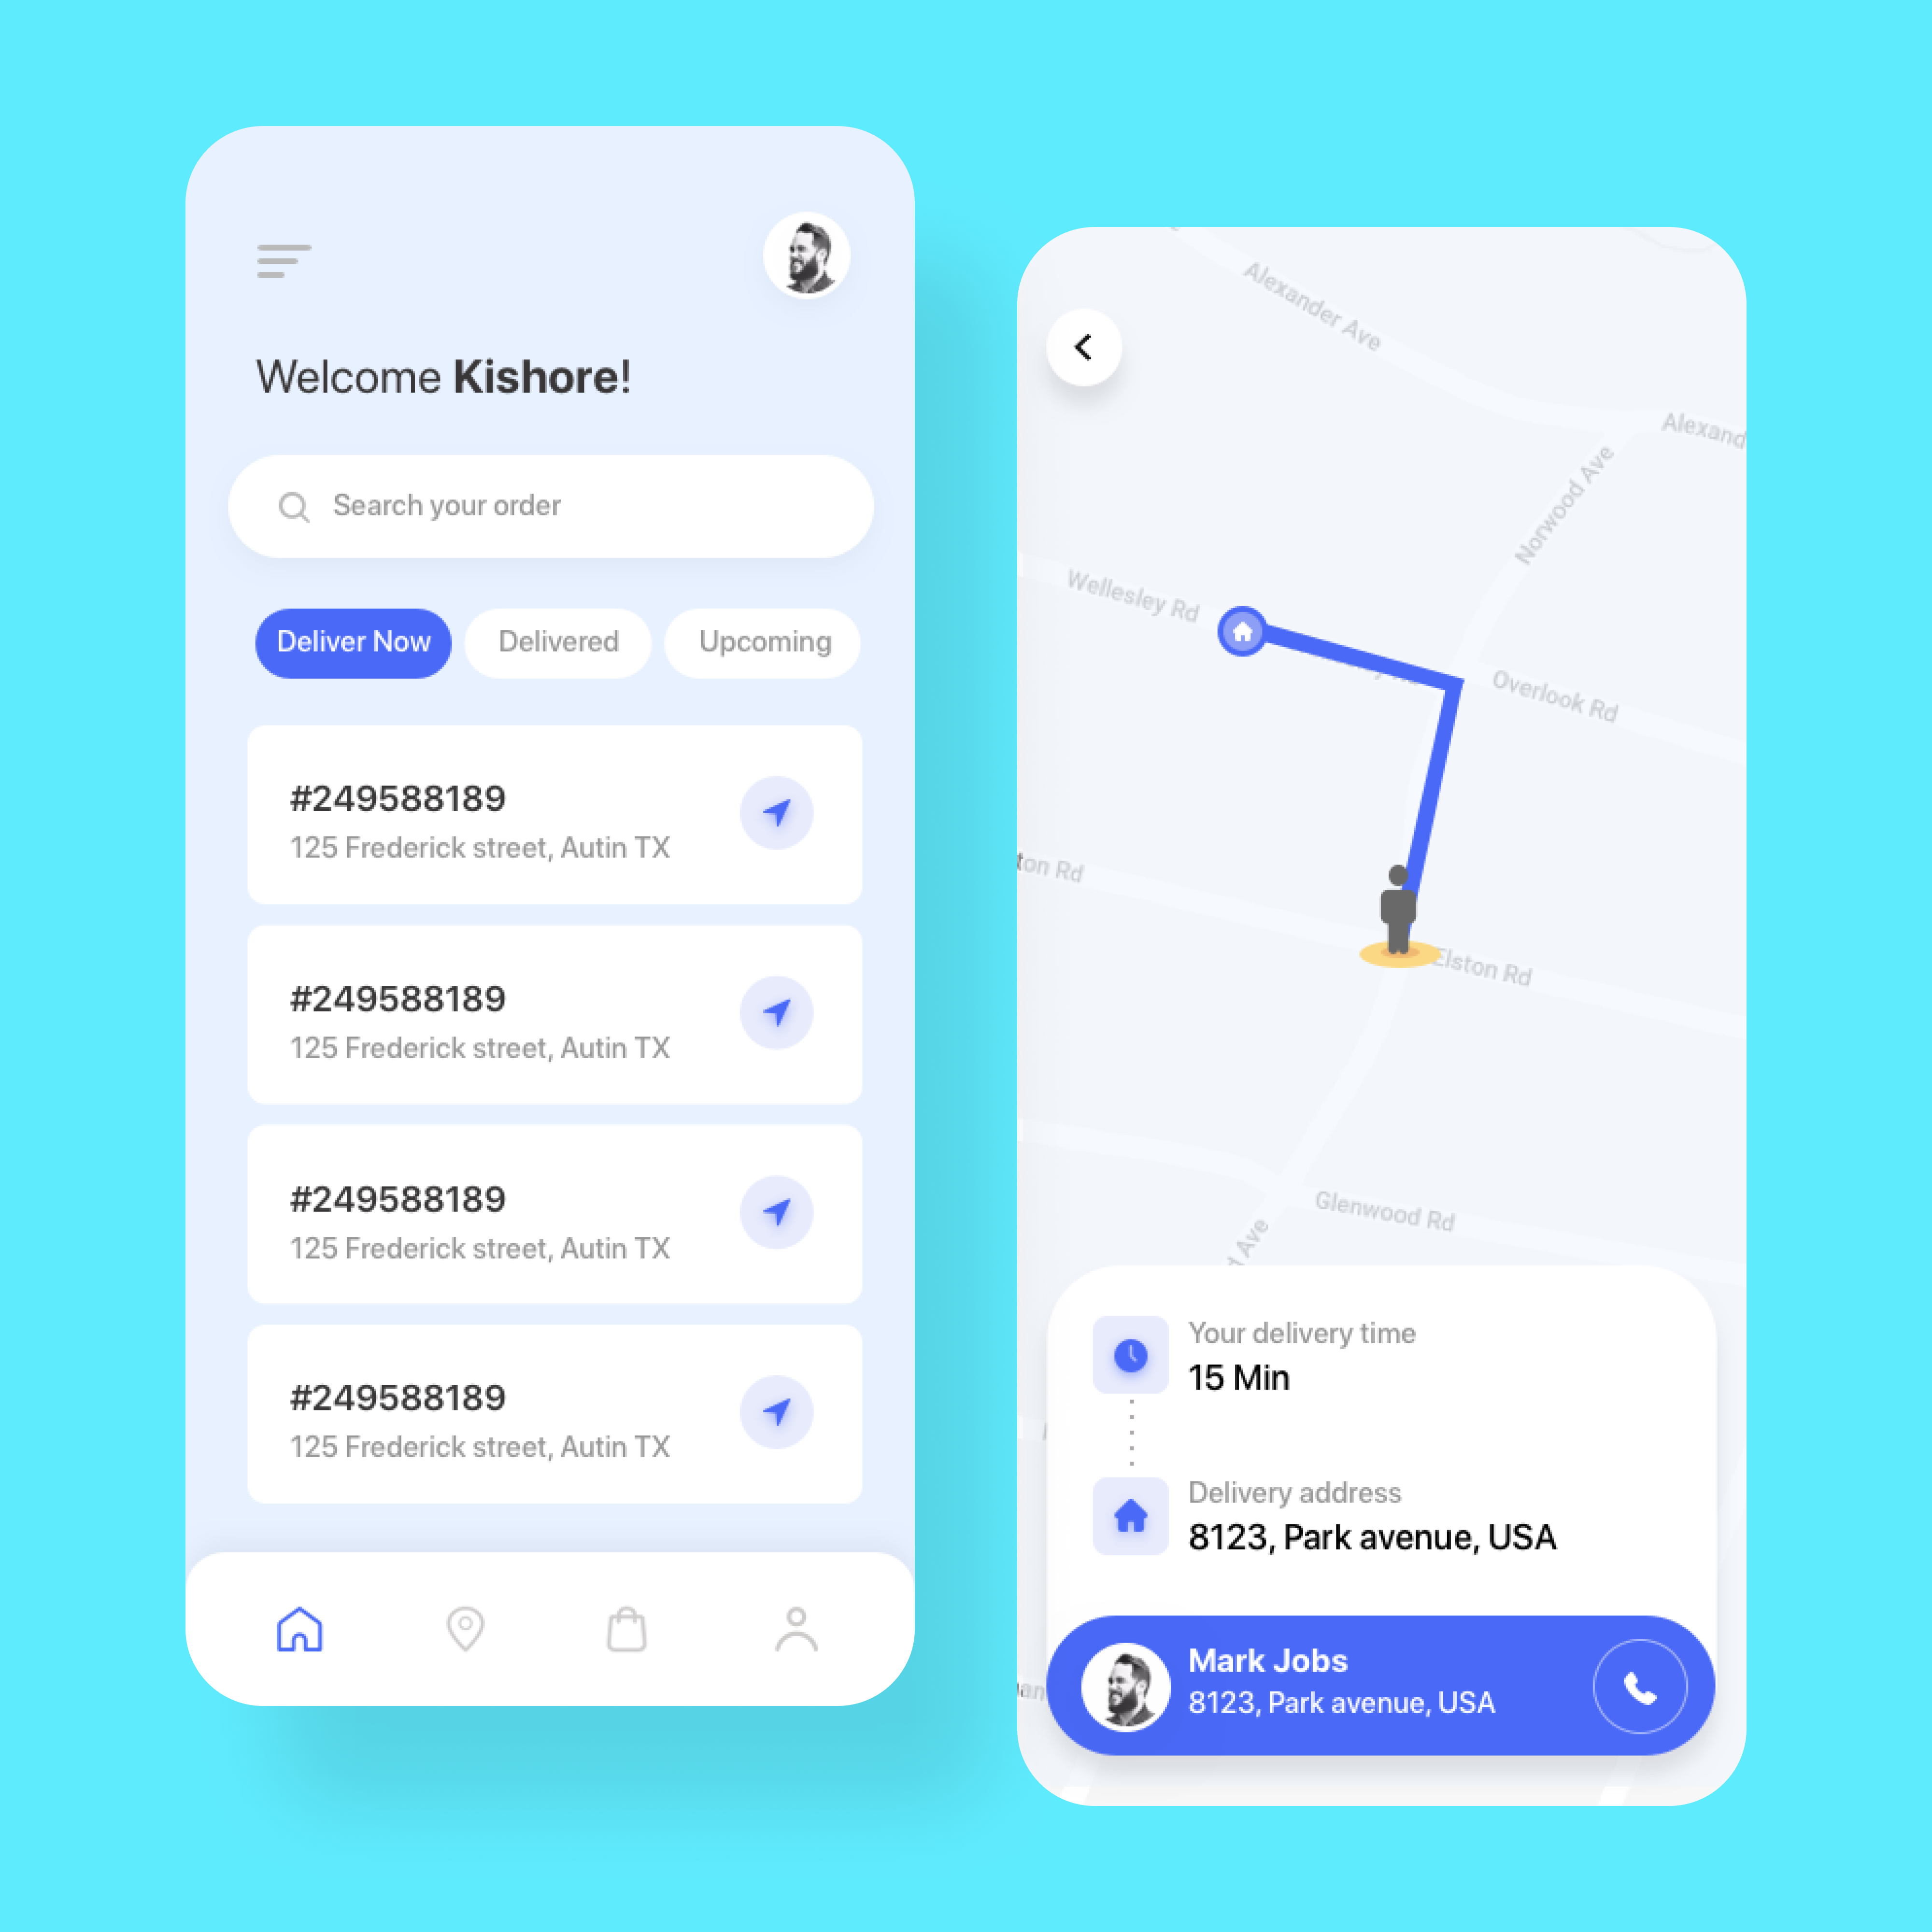 Welcome Kishore!
Search your order
Deliver Now
Delivered
Upcoming
#249588189
125 Frederick street, Autin TX
#249588189
125 Frederick street, Autin TX
#249588189
125 Frederick street, Autin TX
#249588189
125 Frederick street, Autin TX
Alexander Ave
Alexand
Norwood Ave
Wellesley Rd
Overlook Rd
ton Rd
Elston Rd
Glenwood Rd
d Ave
Your delivery time
15 Min
Delivery address
8123, Park avenue, USA
Mark Jobs
8123, Park avenue, USA